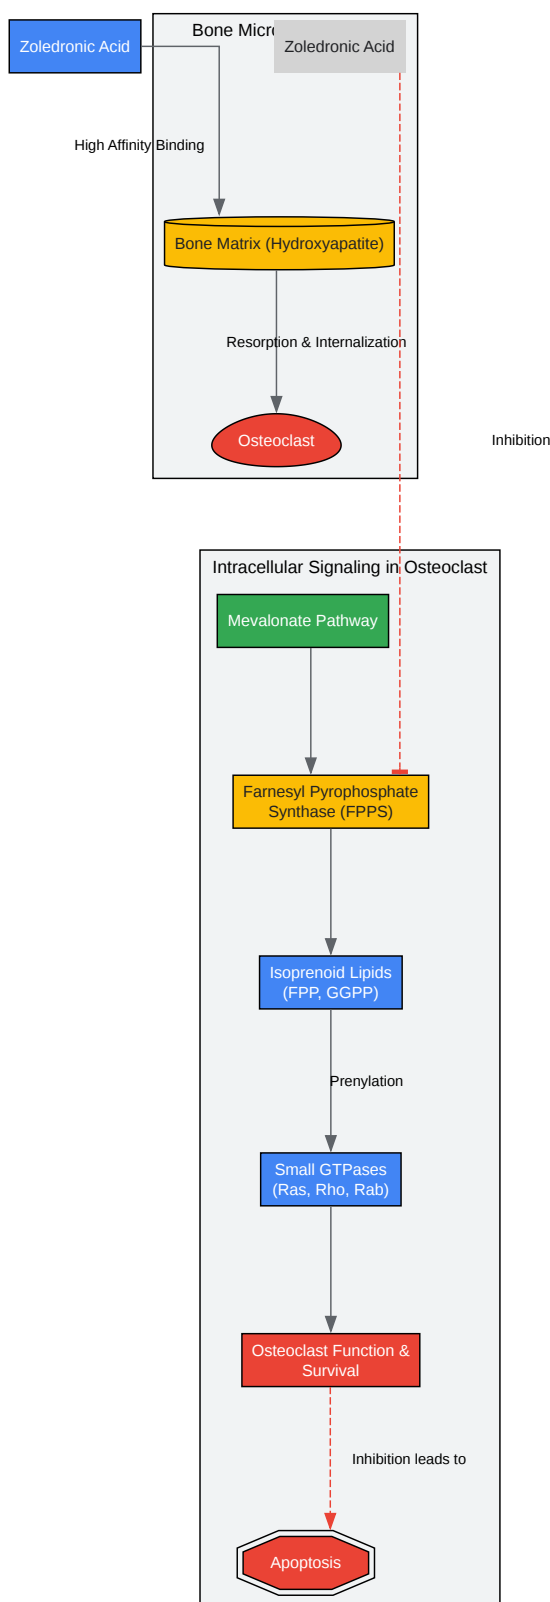 Zoledronic Acid
Bone Micro
Zoledronic Acid
High Affinity Binding
Bone Matrix (Hydroxyapatite)
Resorption & Internalization
Osteoclast
Inhibition
Intracellular Signaling in Osteoclast
Mevalonate Pathway
Farnesyl Pyrophosphate
Synthase (FPPS)
Isoprenoid Lipids
(FPP, GGPP)
Prenylation
Small GTPases
(Ras, Rho, Rab)
Osteoclast Function &
Survival
Inhibition leads to
Apoptosis